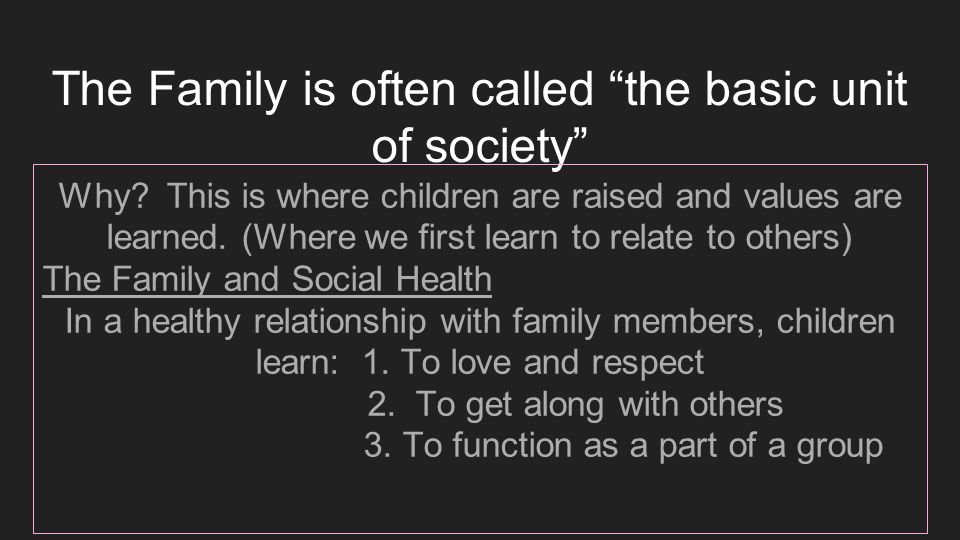 The Family is often called “the basic unit
of society”
Why?  This is where children are raised and values are
learned.  (Where we first learn to relate to others)
The Family and Social Health
In a healthy relationship with family members, children
learn:  1. To love and respect
2.  To get along with others
3. To function as a part of a group